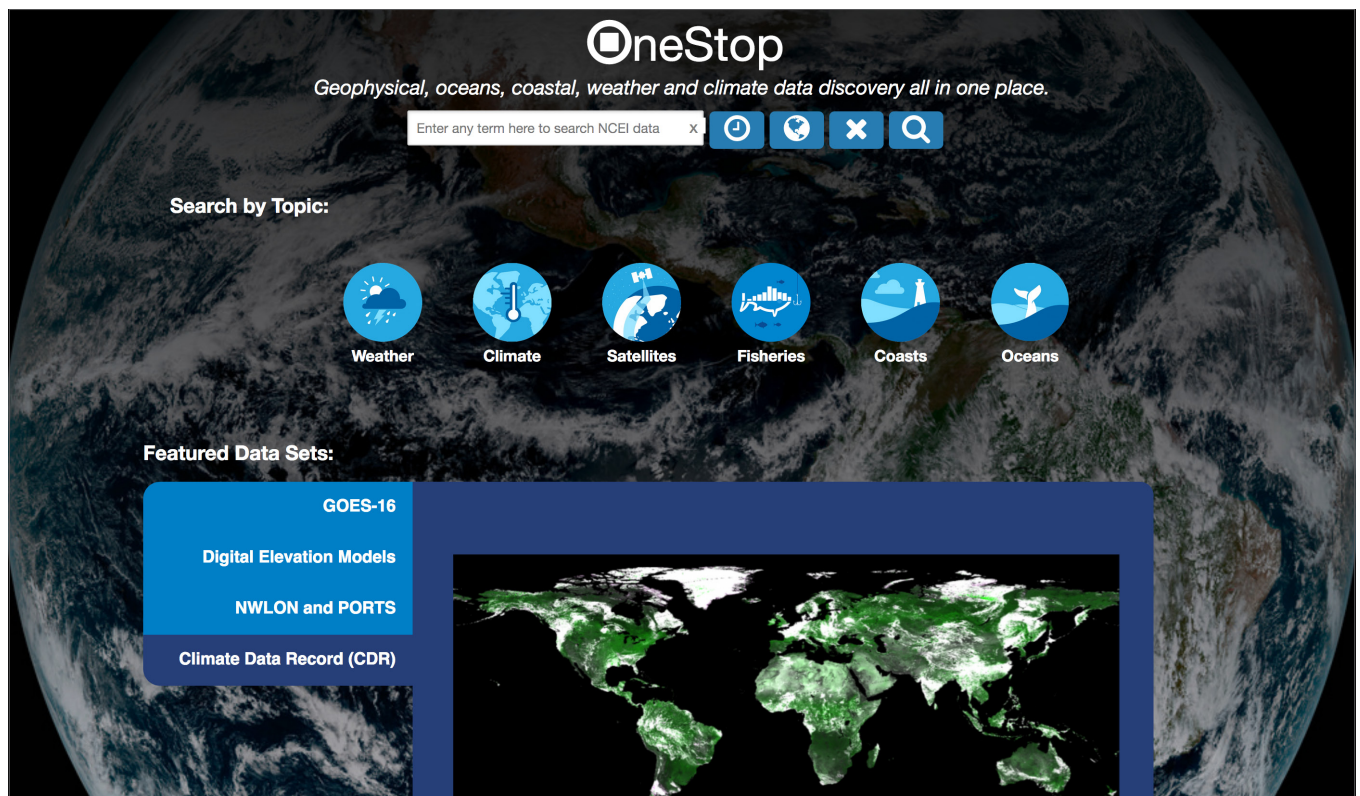 OneStop
Geophysical, oceans, coastal, weather and climate data discovery all in one place.
Enter any term here to search NCEI data x
Search by Topic:
Weather Climate Satellites Fisheries Coasts Oceans
Featured Data Sets:
GOES-16
Digital Elevation Models
NWLON and PORTS
Climate Data Record (CDR)